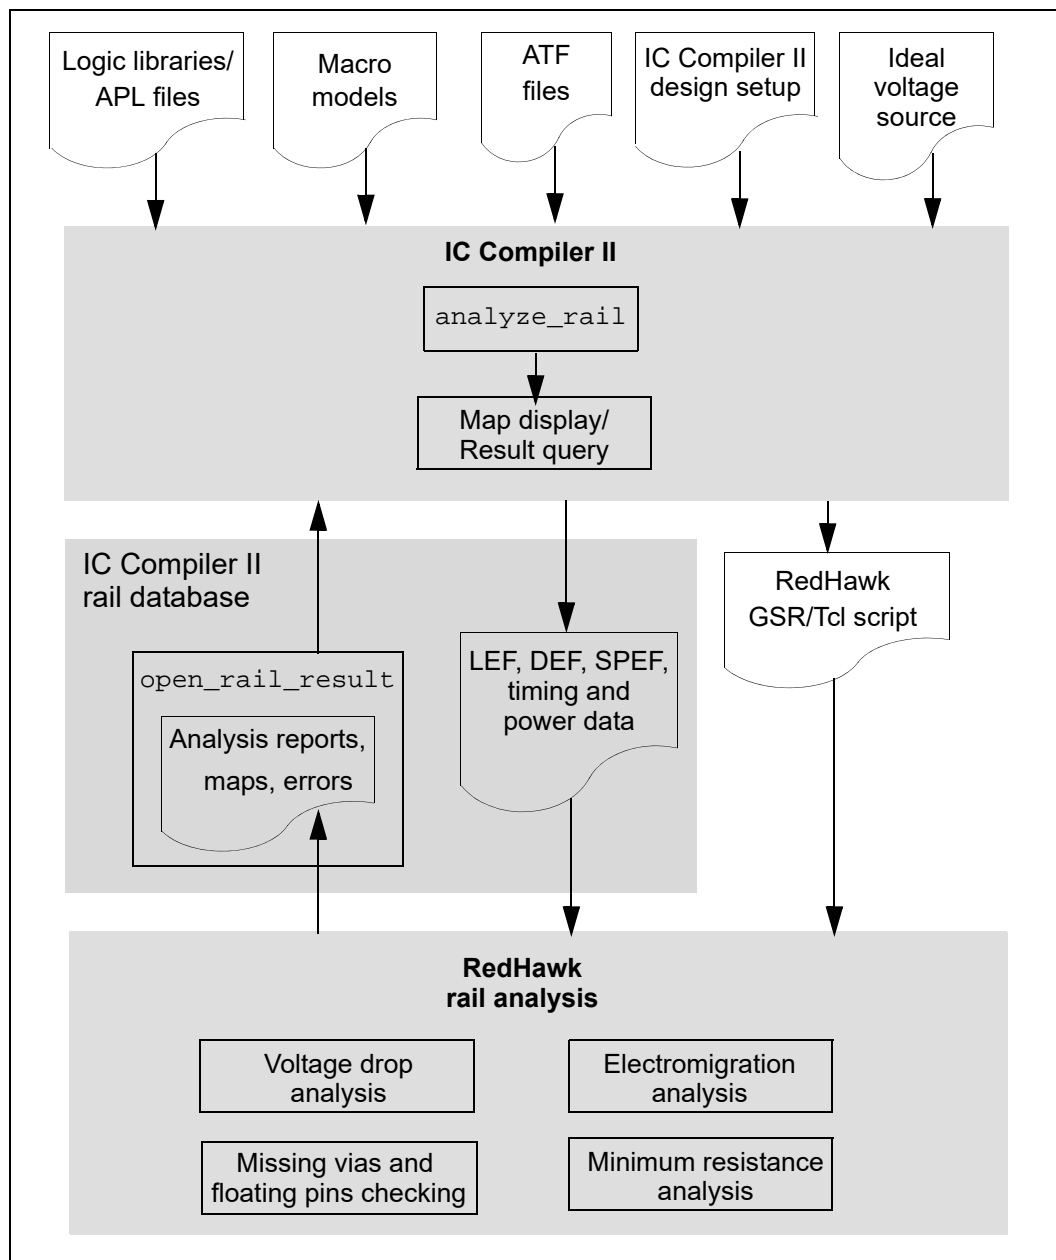 Logic libraries/
APL files
Macro
models
ATF
files
IC Compiler II
design setup
Ideal
voltage
source
IC Compiler II
analyze_rail
Map display/
Result query
IC Compiler II
rail database
open_rail_result
Analysis reports,
maps, errors
LEF, DEF, SPEF,
timing and
power data
RedHawk
GSR/Tcl script
RedHawk
rail analysis
Voltage drop
analysis
Electromigration
analysis
Missing vias and
floating pins checking
Minimum resistance
analysis